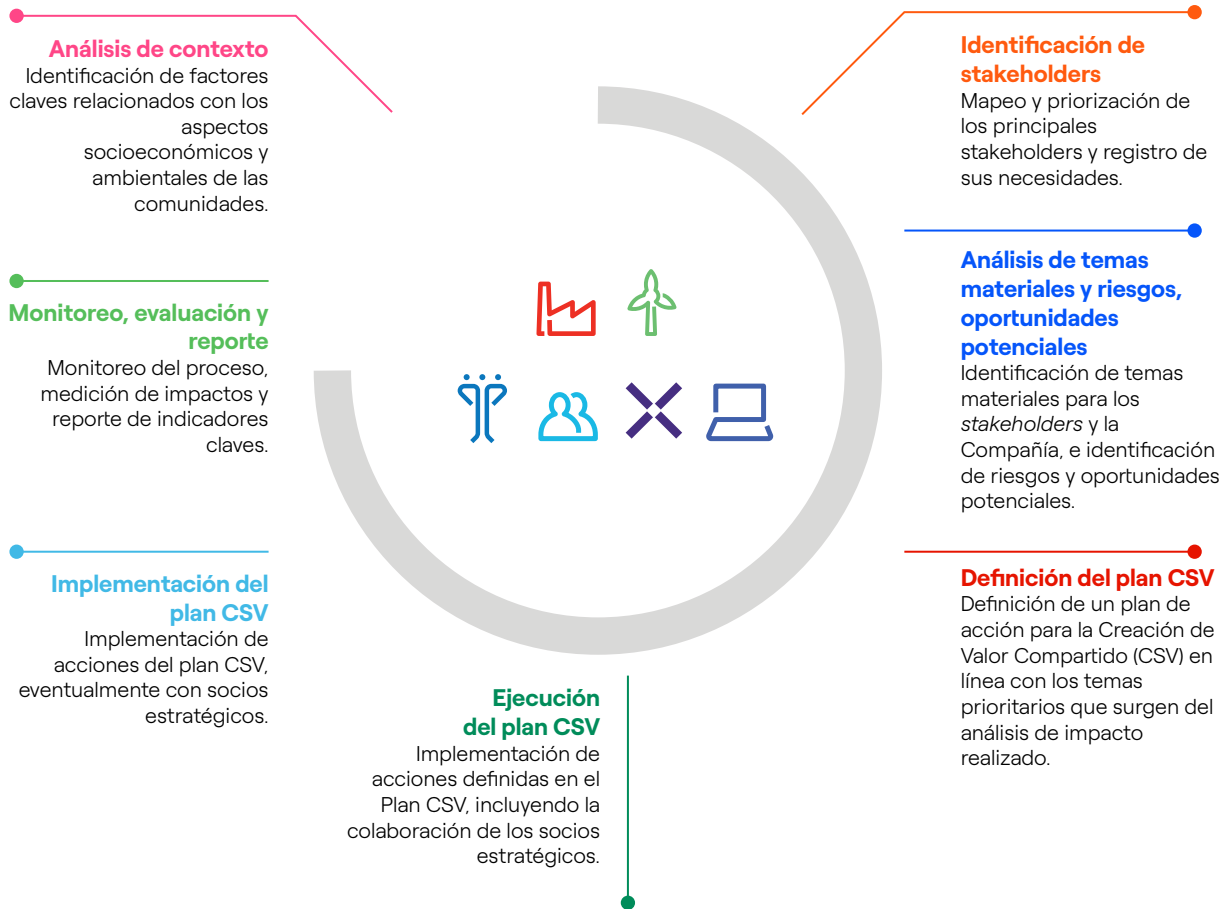 Análisis de contexto
Identificación de factores
claves relacionados con los
aspectos
socioeconómicos y
ambientales de las
comunidades.
Identificación de
stakeholders
Mapeo y priorización de
los principales
stakeholders y registro de
sus necesidades.
Análisis de temas
materiales y riesgos,
oportunidades
potenciales
Identificación de temas
materiales para los
stakeholders y la
Compañía, e identificación
de riesgos y oportunidades
potenciales.
Definición del plan CSV
Definición de un plan de
acción para la Creación de
Valor Compartido (CSV) en
línea con los temas
prioritarios que surgen del
análisis de impacto
realizado.
Ejecución
del plan CSV
Implementación de
acciones definidas en el
Plan CSV, incluyendo la
colaboración de los socios
estratégicos.
Implementación del
plan CSV
Implementación de
acciones del plan CSV,
eventualmente con socios
estratégicos.
Monitoreo, evaluación y
reporte
Monitoreo del proceso,
medición de impactos y
reporte de indicadores
claves.